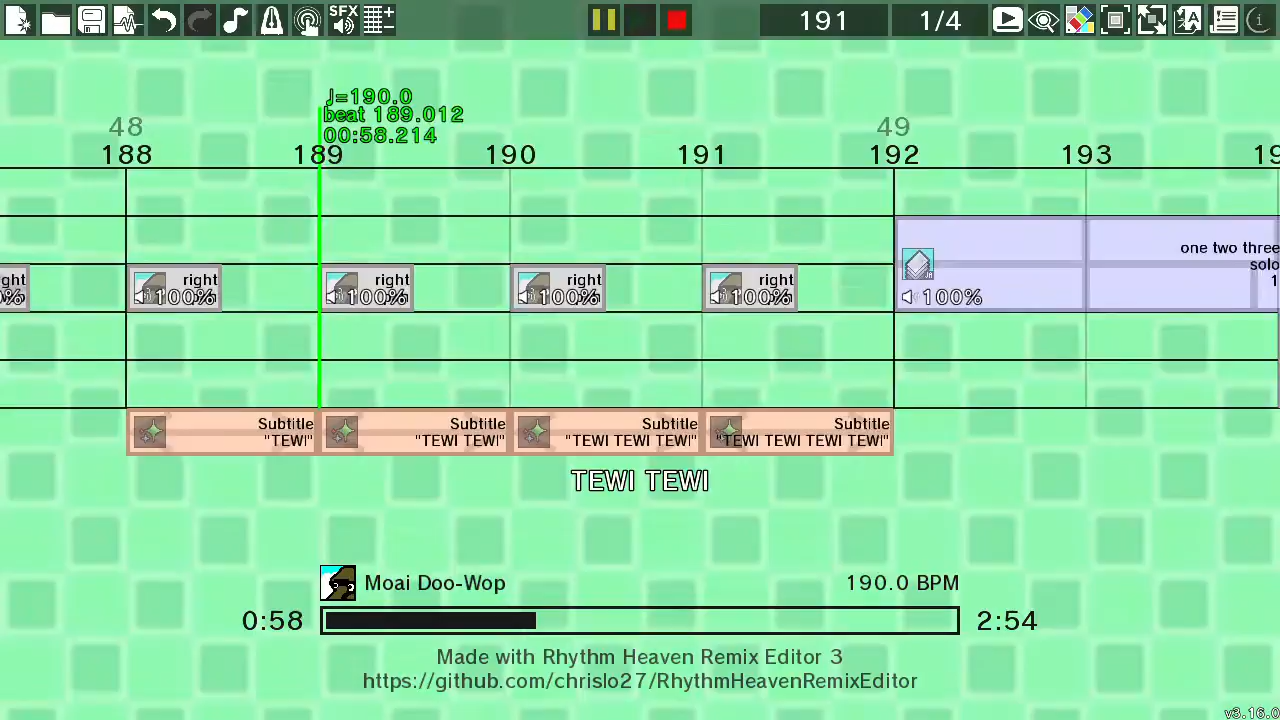 SFX
191
1/4
♩=190.0
beat 189.012
00:58.214
48
49
188
189
190
191
192
193
right
100%
right
100%
right
100%
right
100%
one two three
solo
1
100%
Subtitle
"TEWI"
Subtitle
"TEWI TEWI"
Subtitle
"TEWI TEWI TEWI"
Subtitle
"TEWI TEWI TEWI TEWI"
TEWI TEWI
Moai Doo-Wop
190.0 BPM
0:58
2:54
Made with Rhythm Heaven Remix Editor 3
https://github.com/chrislo27/RhythmHeavenRemixEditor
v3.16.0